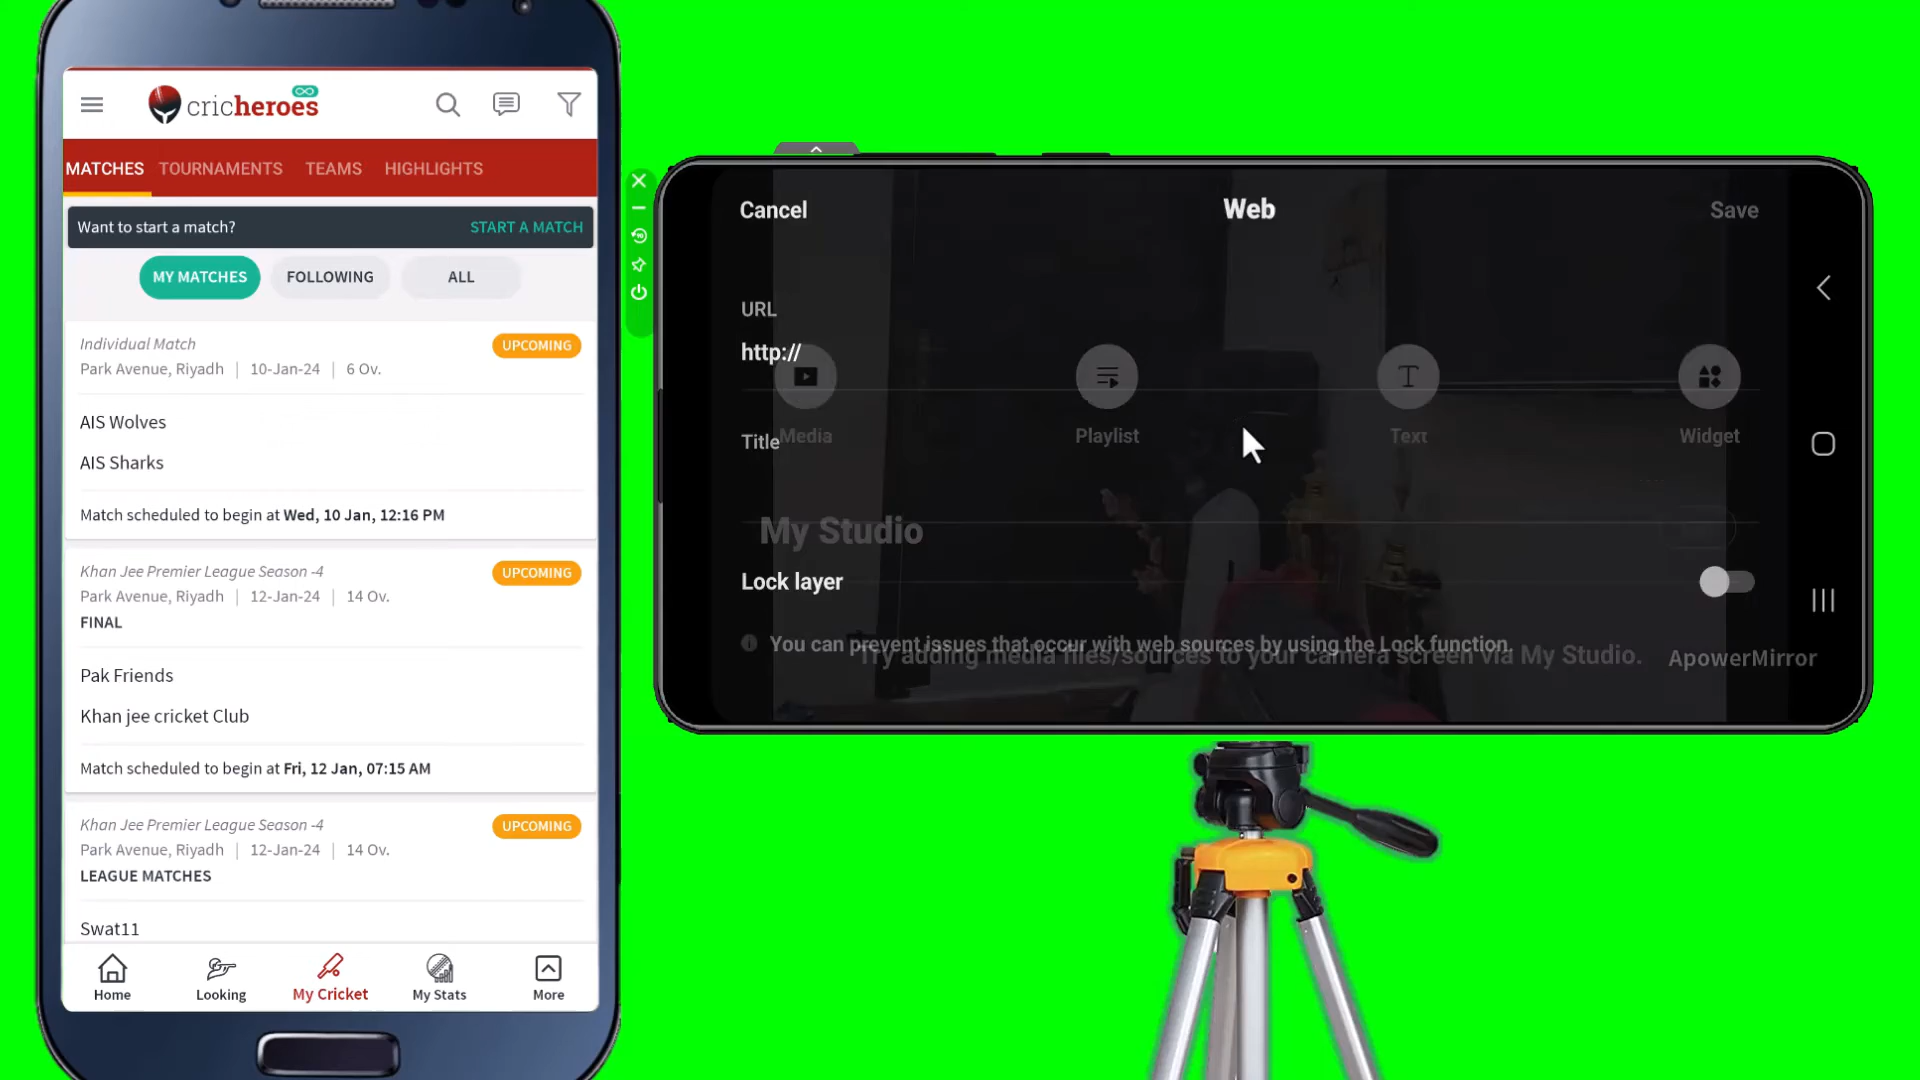 cricheroes
MATCHES TOURNAMENTS TEAMS HIGHLIGHTS
Want to start a match? START A MATCH
MY MATCHES FOLLOWING ALL
Individual Match UPCOMING
Park Avenue, Riyadh | 10-Jan-24 | 6 Ov.
AIS Wolves
AIS Sharks
Match scheduled to begin at Wed, 10 Jan, 12:16 PM
Khan Jee Premier League Season -4 UPCOMING
Park Avenue, Riyadh | 12-Jan-24 | 14 Ov.
FINAL
Pak Friends
Khan jee cricket Club
Match scheduled to begin at Fri, 12 Jan, 07:15 AM
Khan Jee Premier League Season -4 UPCOMING
Park Avenue, Riyadh | 12-Jan-24 | 14 Ov.
LEAGUE MATCHES
Swat11
Home Looking My Cricket My Stats More
Cancel Web Save
URL
http://
Media Playlist Text Widget
Title
My Studio
Lock layer
You can prevent issues that occur with web sources by using the Lock function.
Try adding media files/sources to your camera screen via My Studio.
ApowerMirror